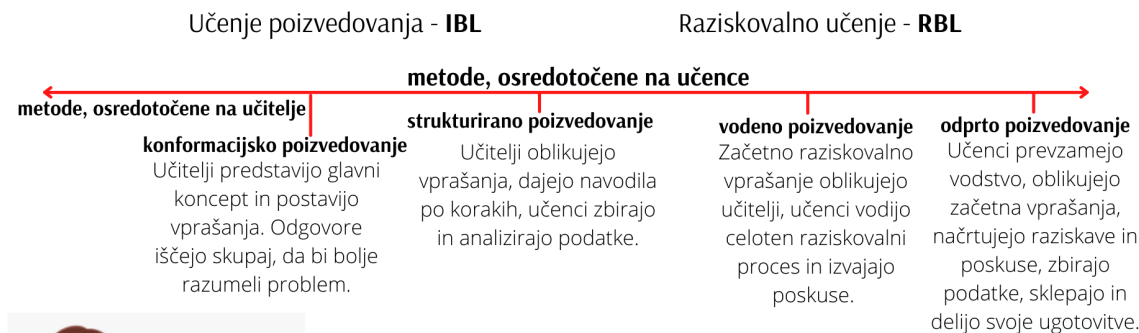 Učenje poizvedovanja - IBL
Raziskovalno učenje - RBL
metode, osredotočene na učence
metode, osredotočene na učitelje
konformacijsko poizvedovanje
Učitelji predstavijo glavni
koncept in postavijo
vprašanja. Odgovore
iščejo skupaj, da bi bolje
razumeli problem.
strukturirano poizvedovanje
Učitelji oblikujejo
vprašanja, dajejo navodila
po korakih, učenci zbirajo
in analizirajo podatke.
vodeno poizvedovanje
Začetno raziskovalno
vprašanje oblikujejo
učitelji, učenci vodijo
celoten raziskovalni
proces in izvajajo
poskuse.
odprto poizvedovanje
Učenci prevzamejo
vodstvo, oblikujejo
začetna vprašanja,
načrtujejo raziskave in
poskuse, zbirajo
podatke, sklepajo in
delijo svoje ugotovitve.